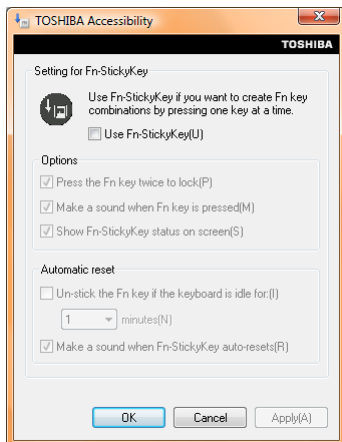 TOSHIBA Accessibility
TOSHIBA
Setting for Fn-StickyKey
Use Fn-StickyKey if you want to create Fn key
combinations by pressing one key at a time.
Use Fn-StickyKey(U)
Options
Press the Fn key twice to lock(P)
Make a sound when Fn key is pressed(M)
Show Fn-StickyKey status on screen(S)
Automatic reset
Un-stick the Fn key if the keyboard is idle for:(I)
1 minutes(N)
Make a sound when Fn-StickyKey auto-resets(R)
OK Cancel Apply(A)